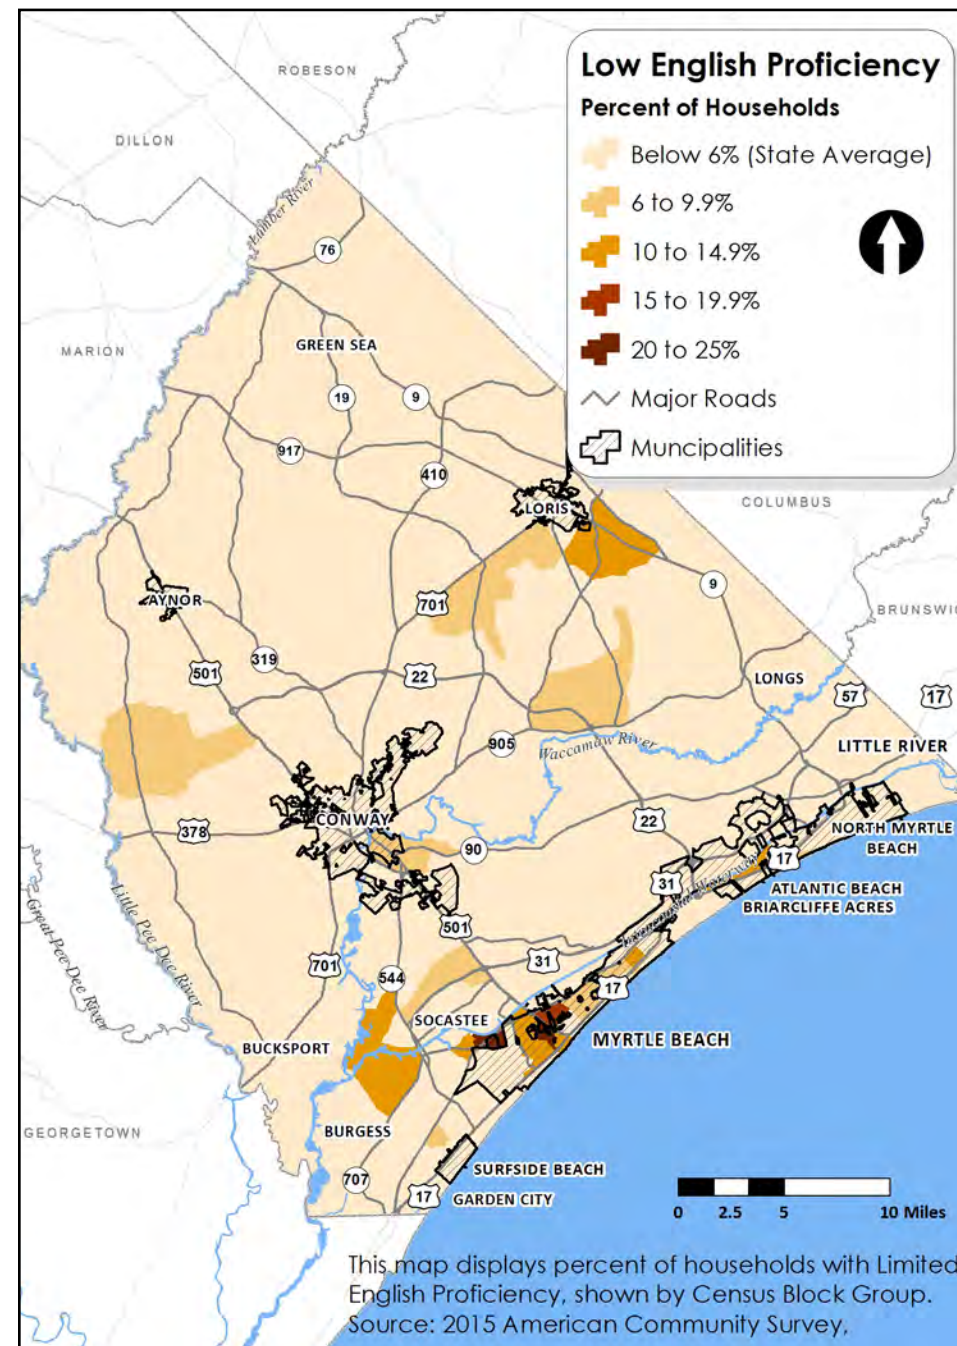 Low English Proficiency
Percent of Households
Below 6% (State Average)
6 to 9.9%
10 to 14.9%
15 to 19.9%
20 to 25%
Major Roads
Muncipalities
ROBESON
DILLON
Lumber River
76
MARION
GREEN SEA
19
9
917
410
COLUMBUS
LORIS
9
AYNOR
701
BRUNSWIC
319
501
22
LONGS
57
17
905
Waccamaw River
LITTLE RIVER
CONWAY
378
22
90
NORTH MYRTLE
BEACH
17
31
ATLANTIC BEACH
BRIARCLIFFE ACRES
Intracoastal Waterway
Great Pee Dee River
Little Pee Dee River
501
701
31
544
17
SOCASTEE
MYRTLE BEACH
BUCKSPORT
GEORGETOWN
BURGESS
SURFSIDE BEACH
707
17
GARDEN CITY
0 2.5 5 10 Miles
This map displays percent of households with Limited
English Proficiency, shown by Census Block Group.
Source: 2015 American Community Survey,